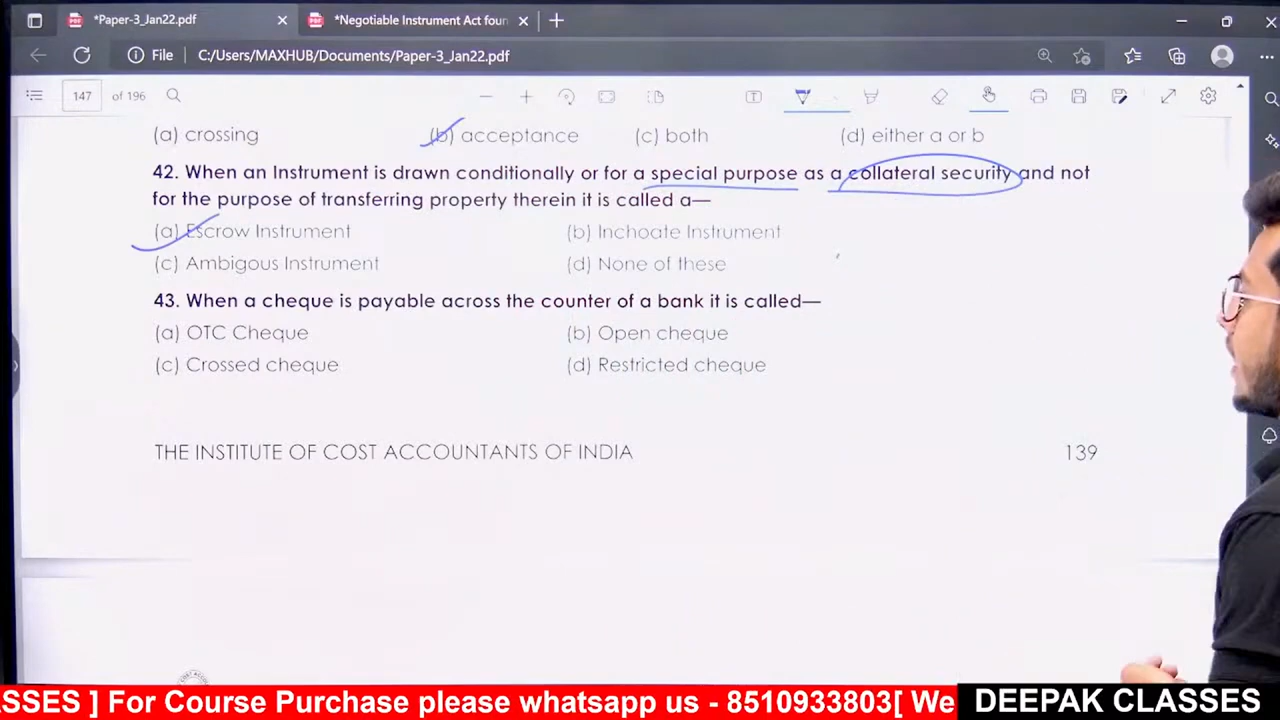 *Paper-3_Jan22.pdf
*Negotiable Instrument Act foun
File C:/Users/MAXHUB/Documents/Paper-3_Jan22.pdf
147 of 196
(a) crossing (b) acceptance (c) both (d) either a or b
42. When an Instrument is drawn conditionally or for a special purpose as a collateral security and not
for the purpose of transferring property therein it is called a—
(a) Escrow Instrument (b) Inchoate Instrument
(c) Ambigous Instrument (d) None of these
43. When a cheque is payable across the counter of a bank it is called—
(a) OTC Cheque (b) Open cheque
(c) Crossed cheque (d) Restricted cheque
THE INSTITUTE OF COST ACCOUNTANTS OF INDIA 139
ASSES ] For Course Purchase please whatsapp us - 8510933803[ We
DEEPAK CLASSES